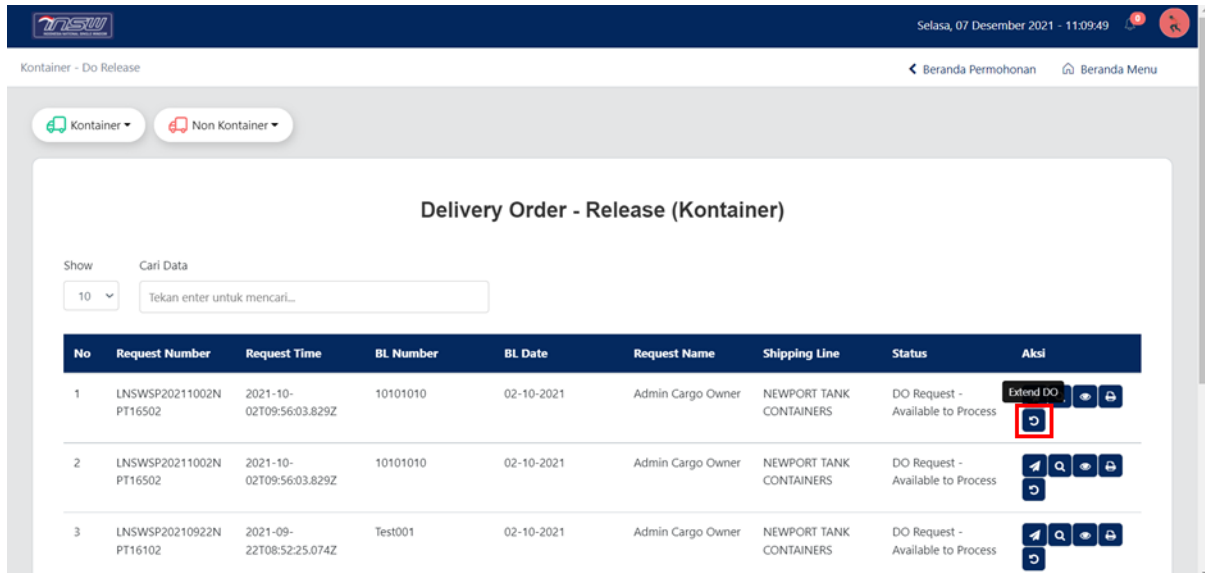 nsw
Selasa, 07 Desember 2021 - 11:09:49
0
Kontainer - Do Release
Beranda Permohonan
Beranda Menu
Kontainer
Non Kontainer
Delivery Order - Release (Kontainer)
Show
Cari Data
10
Tekan enter untuk mencari...
No Request Number Request Time BL Number BL Date Request Name Shipping Line Status Aksi
1 LNSWSP20211002N 2021-10- 10101010 02-10-2021 Admin Cargo Owner NEWPORT TANK DO Request - Extend DO
PT16502 02T09:56:03.829Z CONTAINERS Available to Process
2 LNSWSP20211002N 2021-10- 10101010 02-10-2021 Admin Cargo Owner NEWPORT TANK DO Request -
PT16502 02T09:56:03.829Z CONTAINERS Available to Process
3 LNSWSP20210922N 2021-09- Test001 02-10-2021 Admin Cargo Owner NEWPORT TANK DO Request -
PT16102 22T08:52:25.074Z CONTAINERS Available to Process